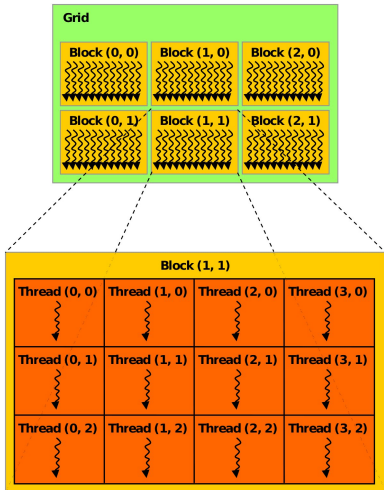 Grid
Block (0, 0) Block (1, 0) Block (2, 0)
Block (0, 1) Block (1, 1) Block (2, 1)
Block (1, 1)
Thread (0, 0) Thread (1, 0) Thread (2, 0) Thread (3, 0)
Thread (0, 1) Thread (1, 1) Thread (2, 1) Thread (3, 1)
Thread (0, 2) Thread (1, 2) Thread (2, 2) Thread (3, 2)